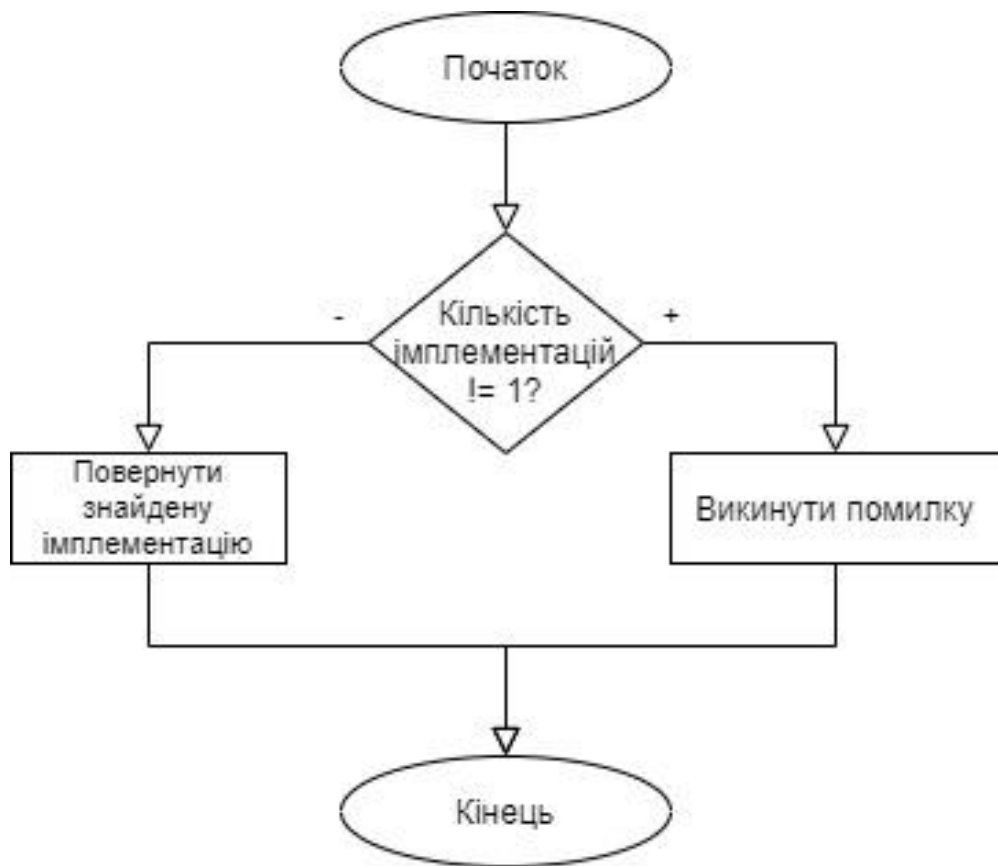 Початок
-
+
Кількість
імплементацій
!= 1?
Повернути
знайдену
імплементацію
Викинути помилку
Кінець